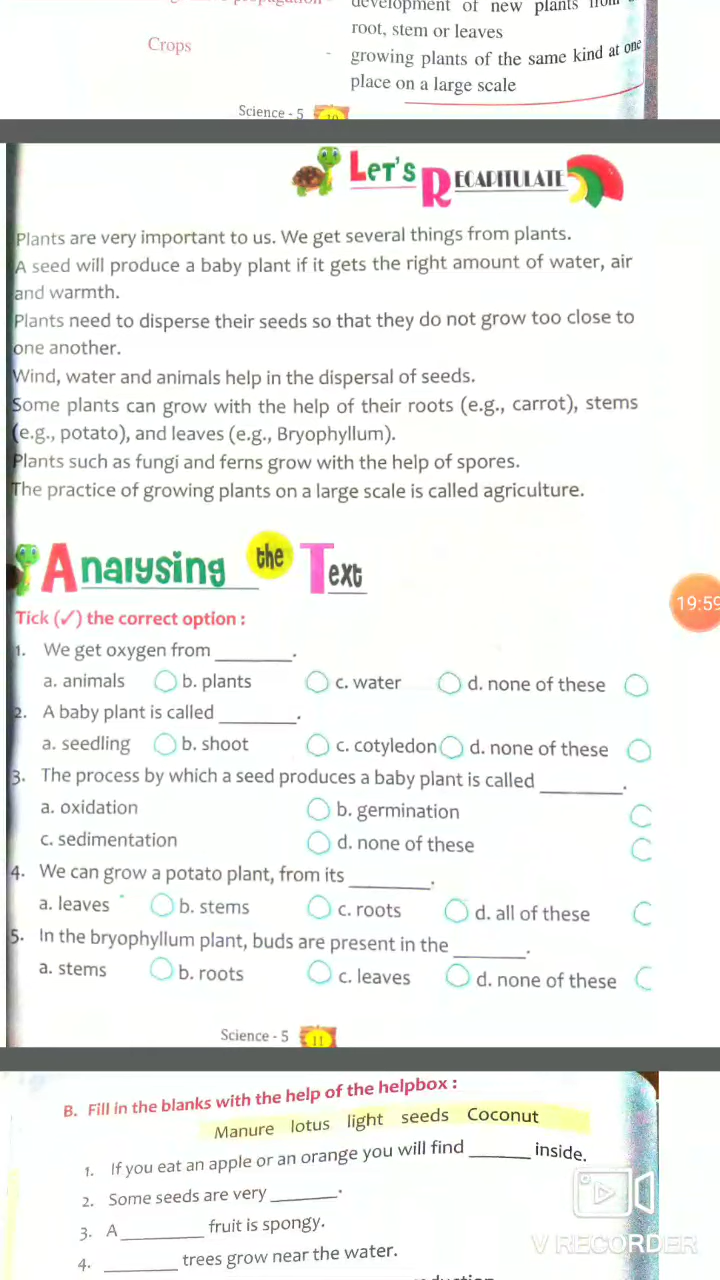 development of new plants from
root, stem or leaves
Crops - growing plants of the same kind at one
place on a large scale
Science - 5 10
Let's Recapitulate
Plants are very important to us. We get several things from plants.
A seed will produce a baby plant if it gets the right amount of water, air
and warmth.
Plants need to disperse their seeds so that they do not grow too close to
one another.
Wind, water and animals help in the dispersal of seeds.
Some plants can grow with the help of their roots (e.g., carrot), stems
(e.g., potato), and leaves (e.g., Bryophyllum).
Plants such as fungi and ferns grow with the help of spores.
The practice of growing plants on a large scale is called agriculture.
Analysing the Text
Tick (✓) the correct option :
1. We get oxygen from ________.
a. animals b. plants c. water d. none of these
2. A baby plant is called ________.
a. seedling b. shoot c. cotyledon d. none of these
3. The process by which a seed produces a baby plant is called ________.
a. oxidation b. germination
c. sedimentation d. none of these
4. We can grow a potato plant, from its ________.
a. leaves b. stems c. roots d. all of these
5. In the bryophyllum plant, buds are present in the ________.
a. stems b. roots c. leaves d. none of these
Science - 5 11
B. Fill in the blanks with the help of the helpbox :
Manure lotus light seeds Coconut
1. If you eat an apple or an orange you will find ______ inside.
2. Some seeds are very ______.
3. A ________ fruit is spongy.
4. ________ trees grow near the water.
19:59
V RECORDER